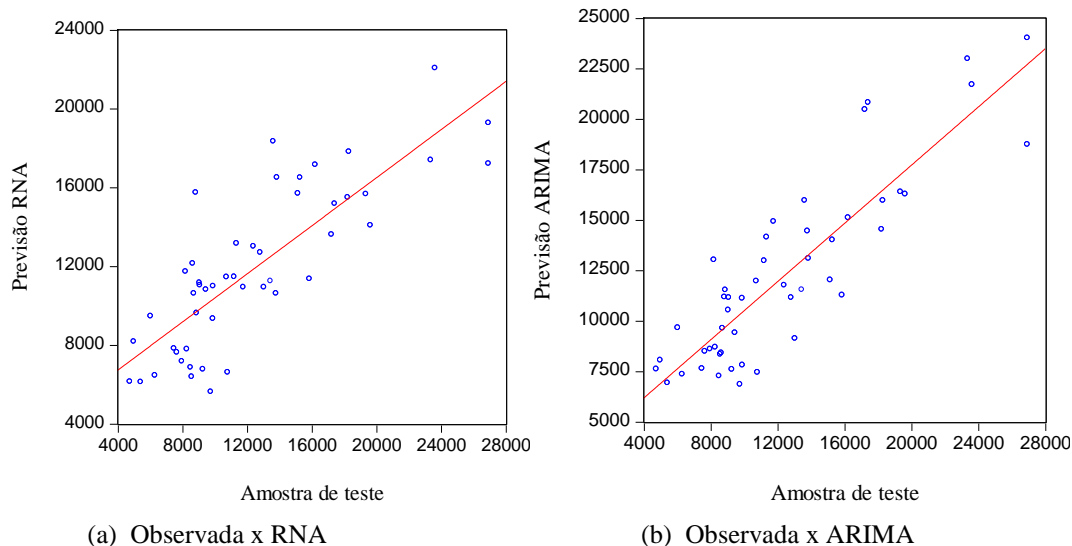 24000
20000
16000
12000
8000
4000
Previsão RNA
4000 8000 12000 16000 20000 24000 28000
Amostra de teste
(a) Observada x RNA
25000
22500
20000
17500
15000
12500
10000
7500
5000
Previsão ARIMA
4000 8000 12000 16000 20000 24000 28000
Amostra de teste
(b) Observada x ARIMA